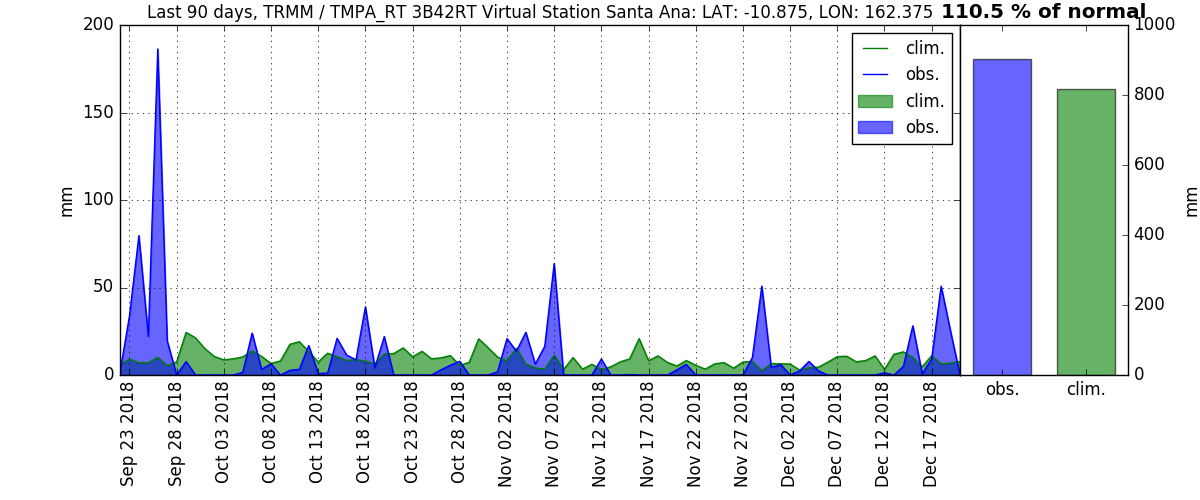 Last 90 days, TRMM / TMPA_RT 3B42RT Virtual Station Santa Ana: LAT: -10.875, LON: 162.375 110.5 % of normal
200
150
100
50
0
mm
clim.
obs.
clim.
obs.
1000
800
600
400
200
0
mm
obs.
clim.
Sep 23 2018
Sep 28 2018
Oct 03 2018
Oct 08 2018
Oct 13 2018
Oct 18 2018
Oct 23 2018
Oct 28 2018
Nov 02 2018
Nov 07 2018
Nov 12 2018
Nov 17 2018
Nov 22 2018
Nov 27 2018
Dec 02 2018
Dec 07 2018
Dec 12 2018
Dec 17 2018